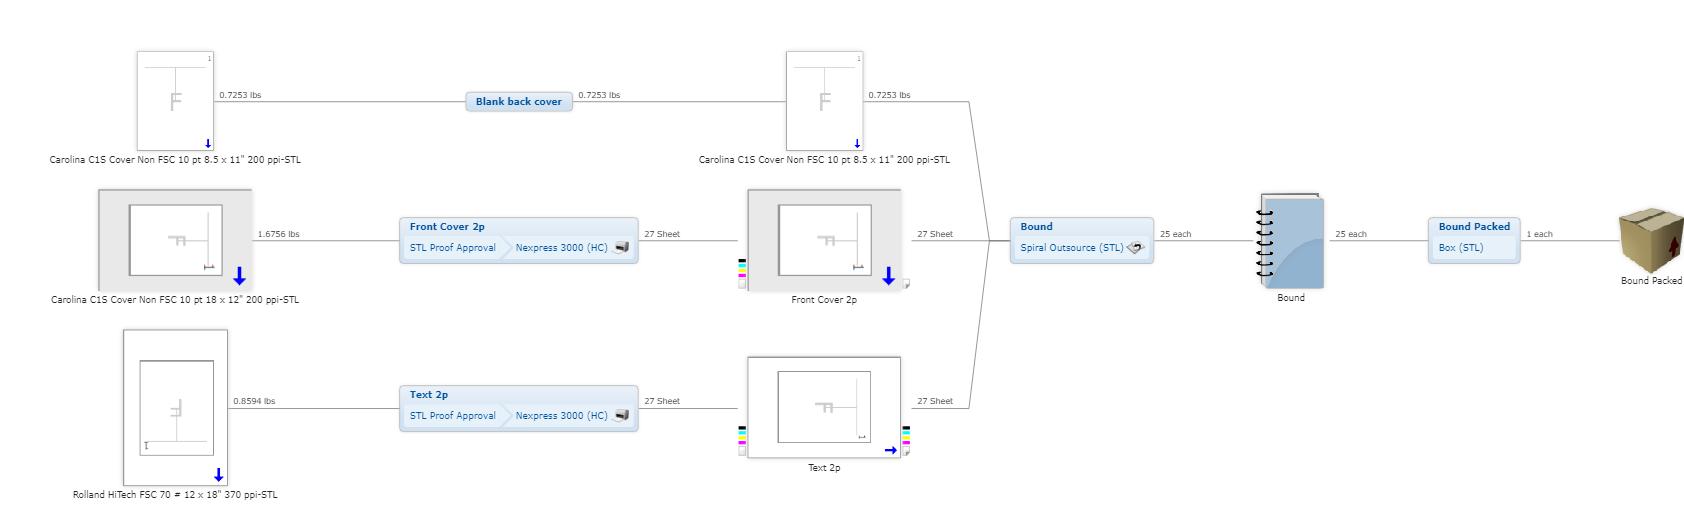 1
0.7253 lbs
Blank back cover
0.7253 lbs
1
0.7253 lbs
Carolina C1S Cover Non FSC 10 pt 8.5 x 11" 200 ppi-STL
Carolina C1S Cover Non FSC 10 pt 8.5 x 11" 200 ppi-STL
1.6756 lbs
Front Cover 2p
STL Proof Approval
Nexpress 3000 (HC)
27 Sheet
27 Sheet
Carolina C1S Cover Non FSC 10 pt 18 x 12" 200 ppi-STL
Front Cover 2p
Bound
Spiral Outsource (STL)
25 each
Bound
25 each
Bound Packed
Box (STL)
1 each
Bound Packed
0.8594 lbs
Text 2p
STL Proof Approval
Nexpress 3000 (HC)
27 Sheet
27 Sheet
Rolland HiTech FSC 70 # 12 x 18" 370 ppi-STL
Text 2p